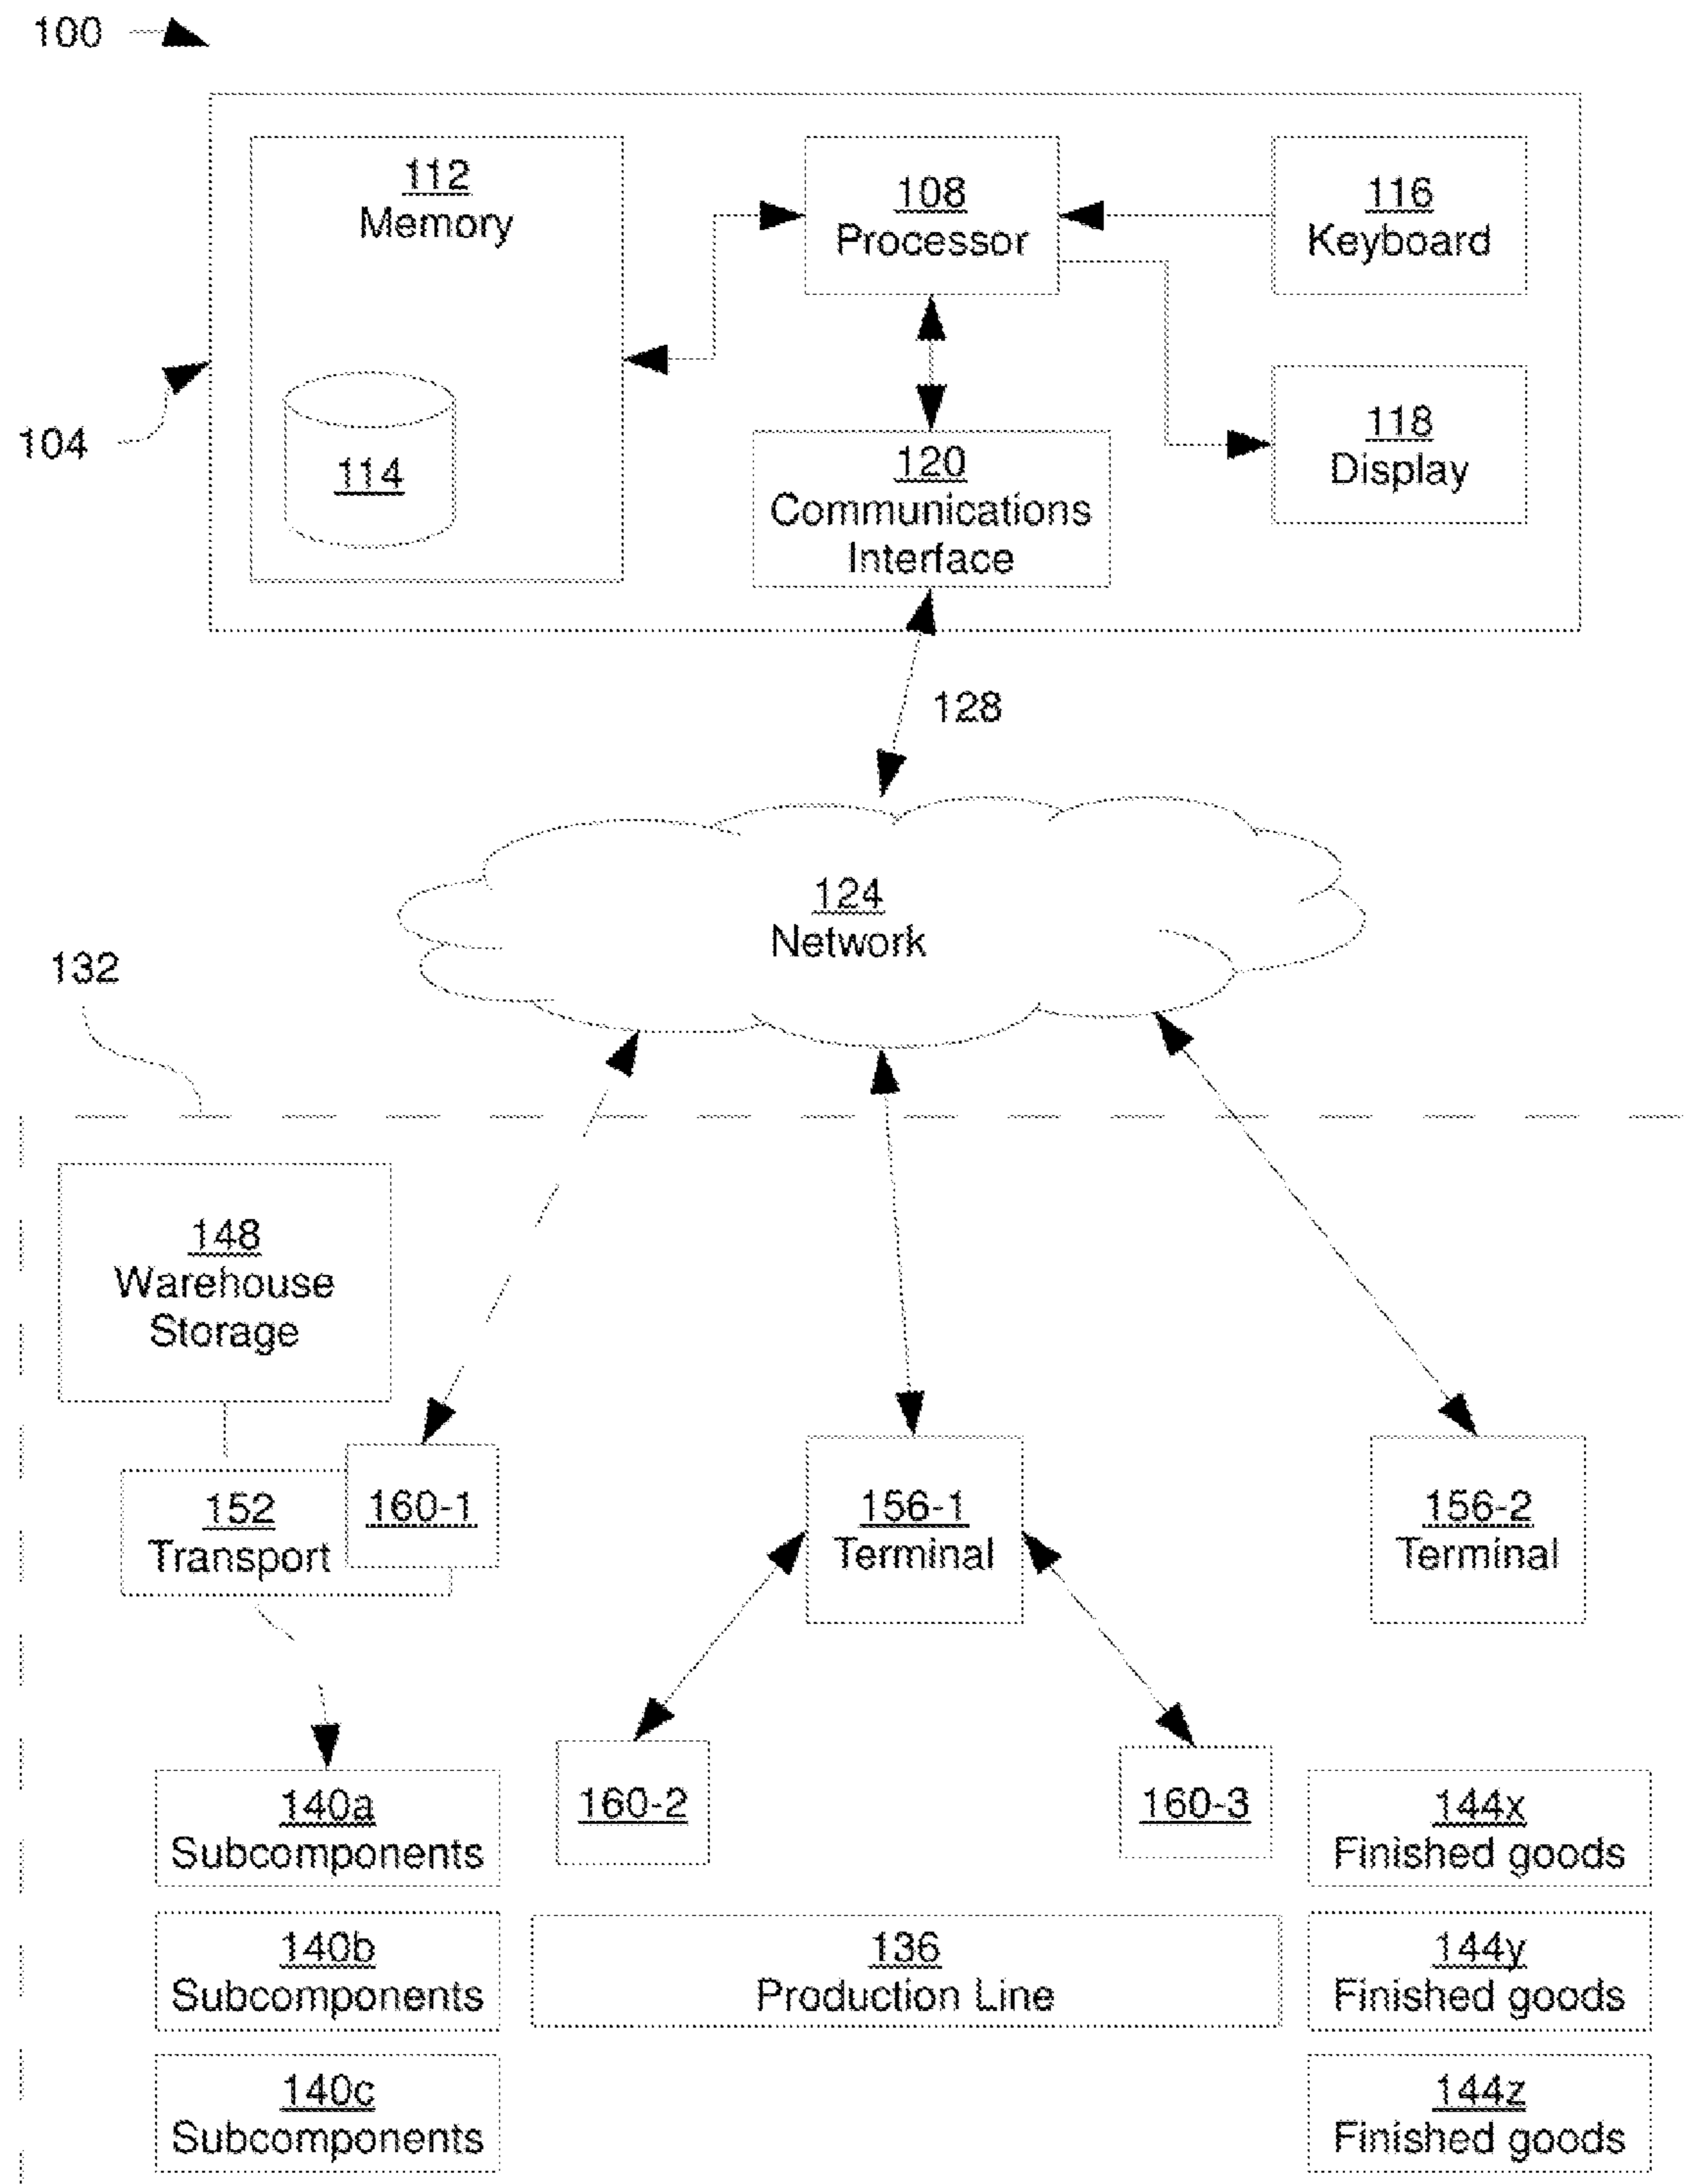 100
112
Memory
108
Processor
116
Keyboard
104
114
120
Communications
Interface
118
Display
128
124
Network
132
148
Warehouse
Storage
152
Transport
160-1
156-1
Terminal
156-2
Terminal
160-2
160-3
140a
Subcomponents
144x
Finished goods
140b
Subcomponents
136
Production Line
144y
Finished goods
140c
Subcomponents
144z
Finished goods